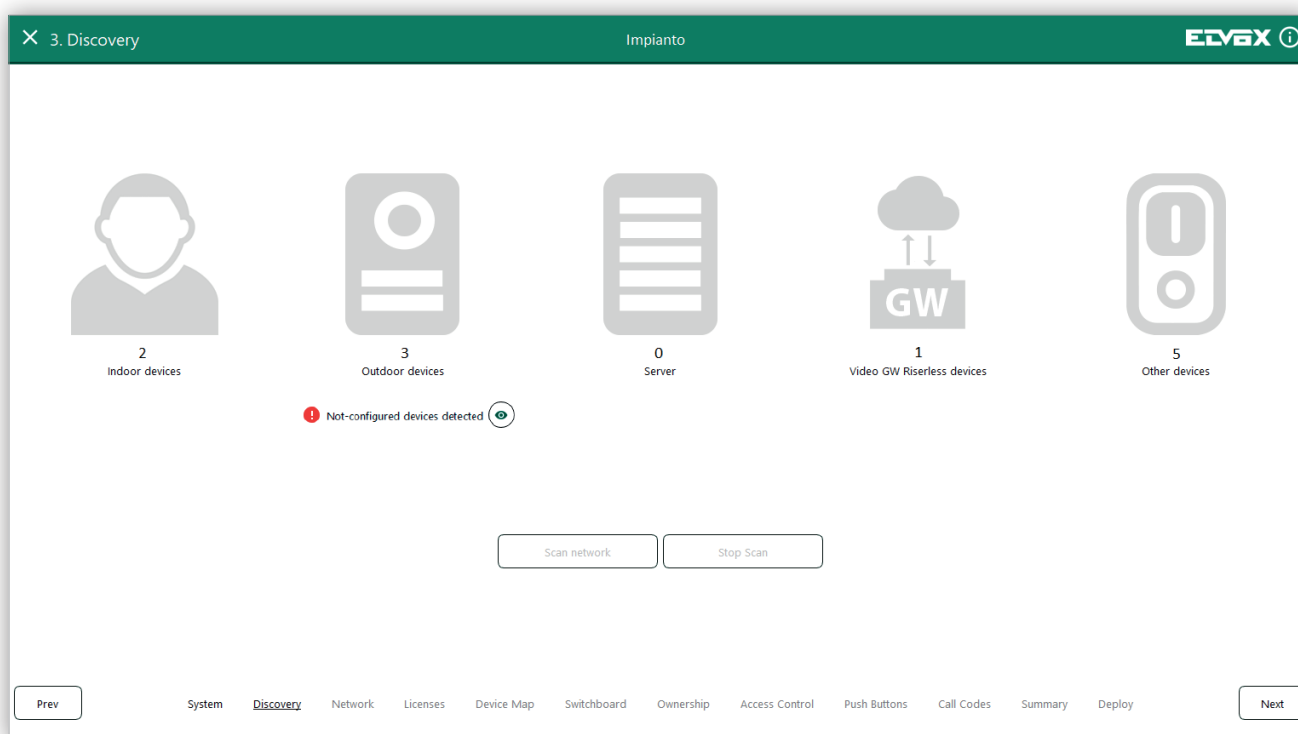 3. Discovery
Impianto
ELVOX
GW
2
Indoor devices
3
Outdoor devices
0
Server
1
Video GW Riserless devices
5
Other devices
Not-configured devices detected
Scan network
Stop Scan
Prev
System
Discovery
Network
Licenses
Device Map
Switchboard
Ownership
Access Control
Push Buttons
Call Codes
Summary
Deploy
Next